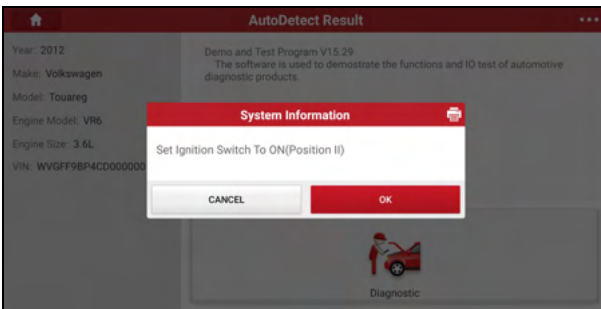 AutoDetect Result
Year: 2012
Make: Volkswagen
Model: Touareg
Engine Model: VR6
Engine Size: 3.6L
VIN: WVGFF9BP4CD000000
Demo and Test Program V15.29
The software is used to demostrate the functions and IO test of automotive
diagnostic products.
System Information
Set Ignition Switch To ON(Position II)
CANCEL
OK
Diagnostic